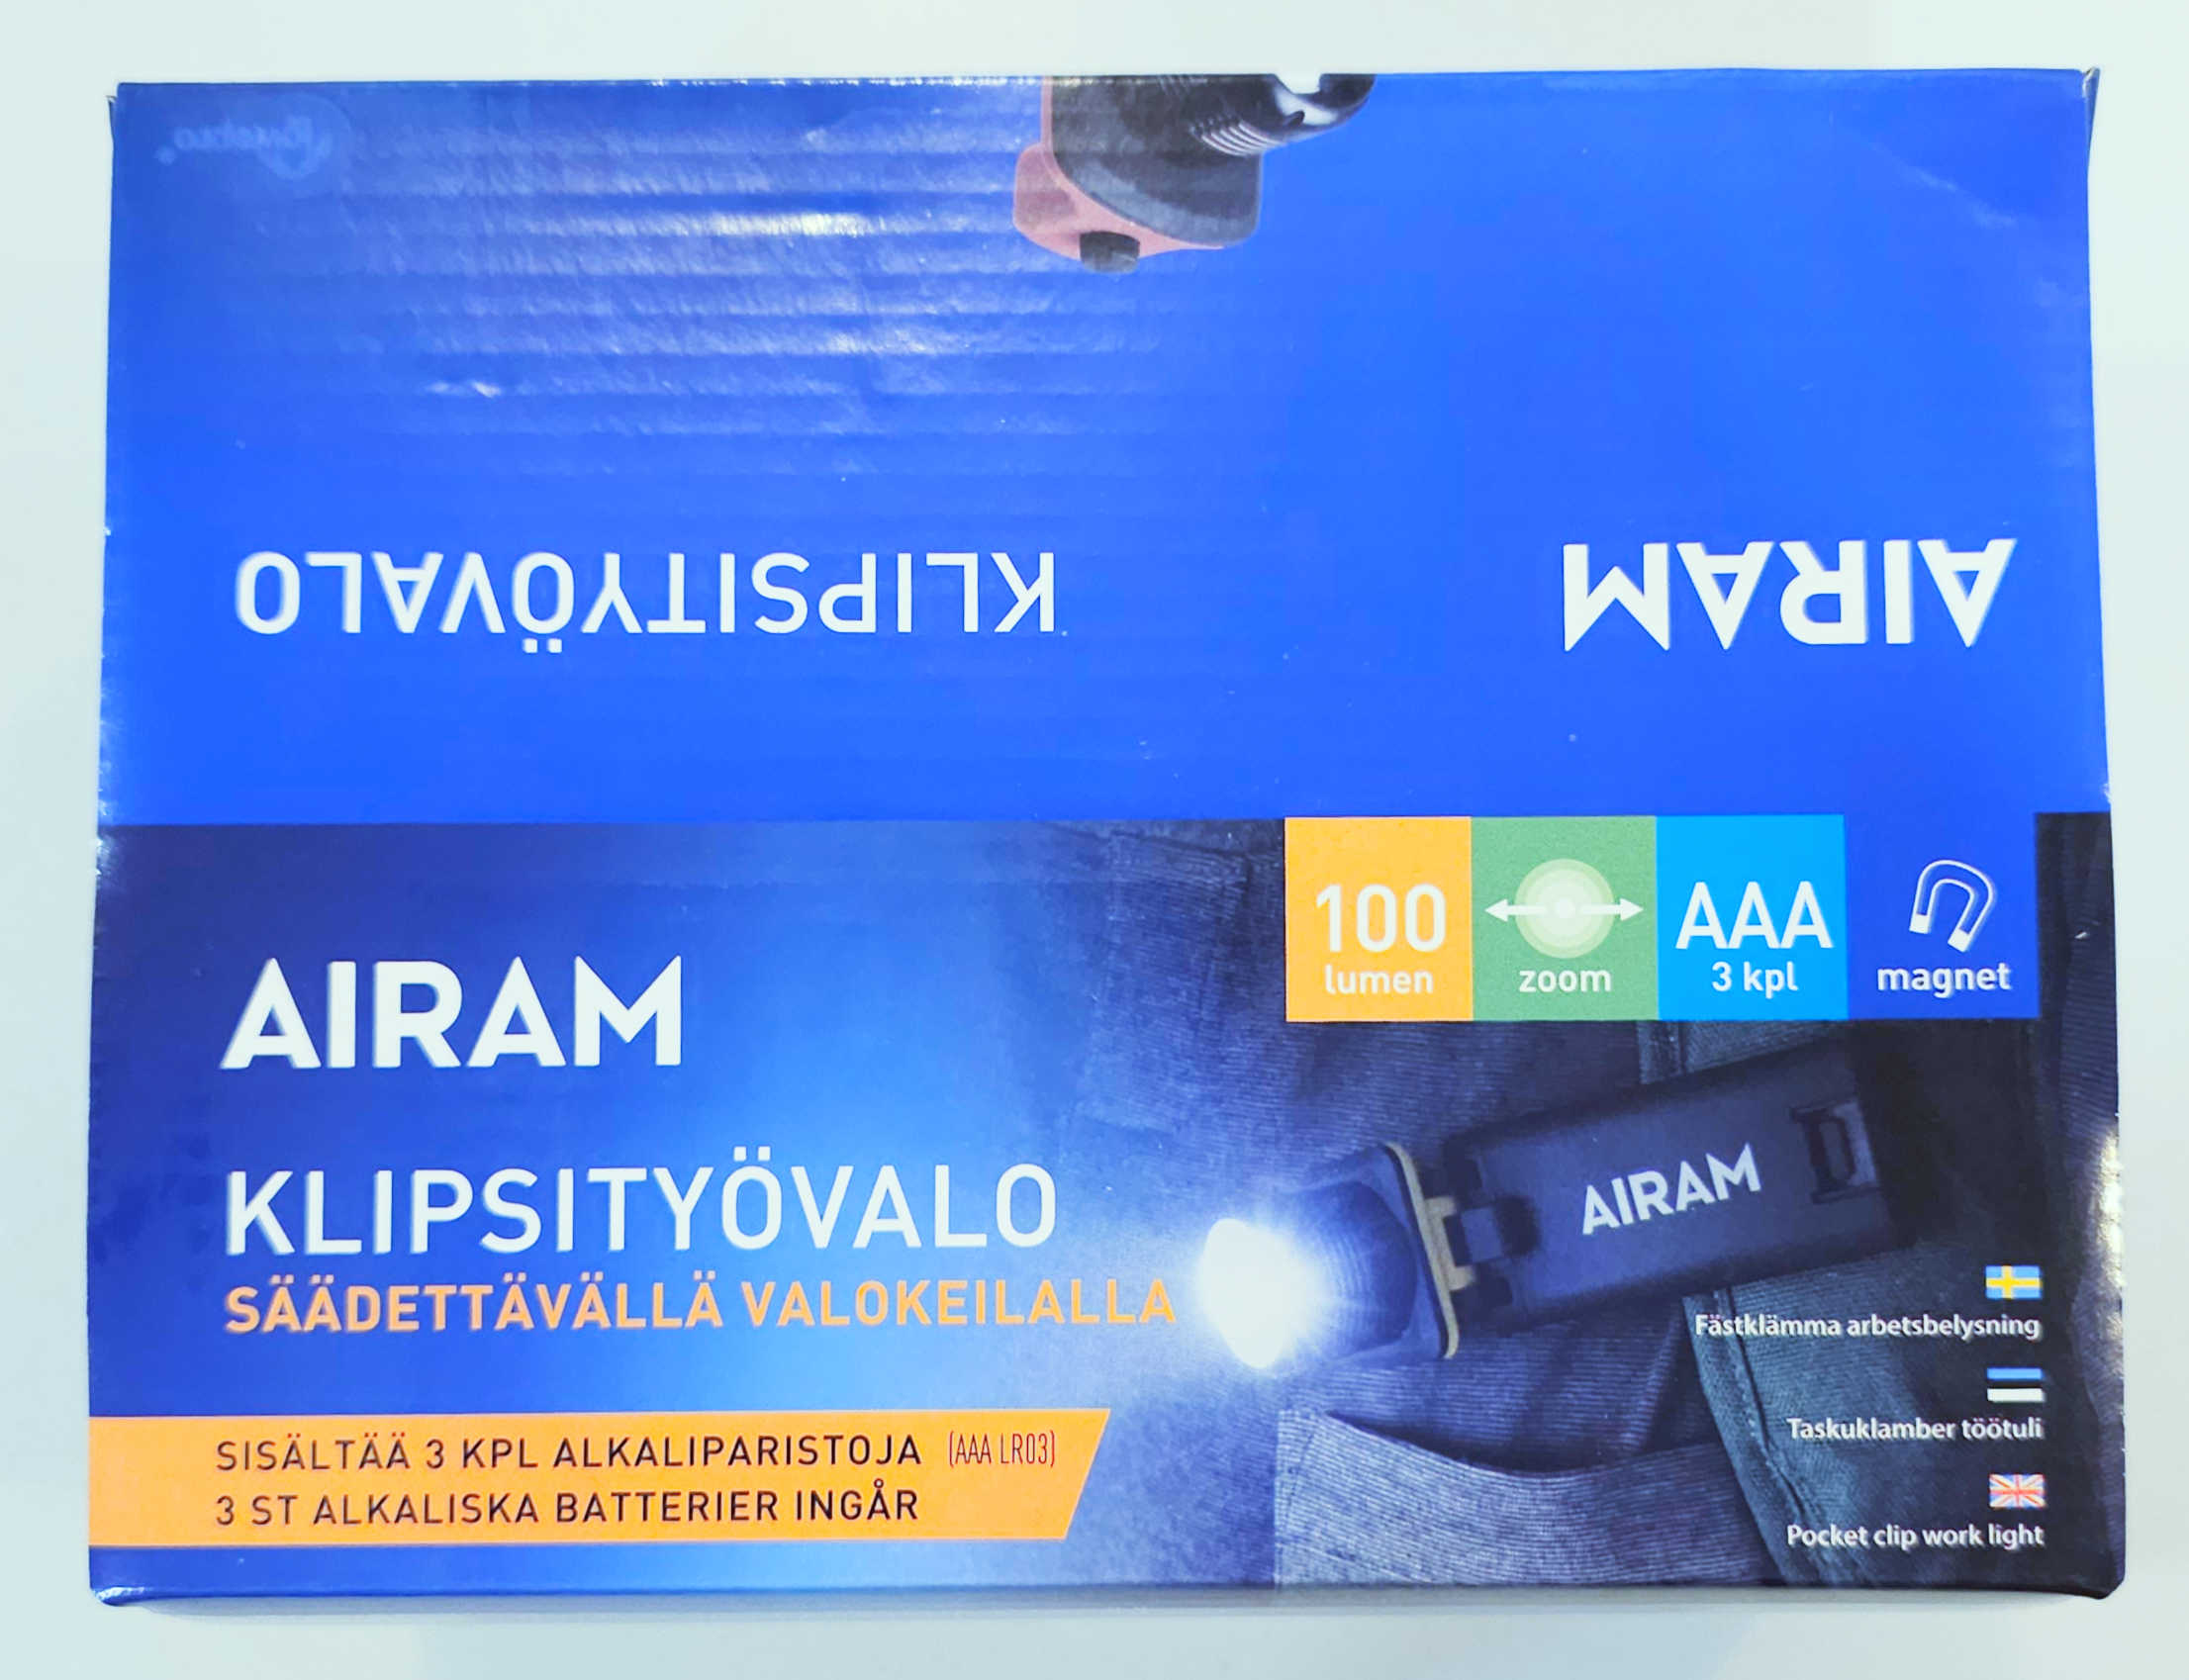 KLIPSITYÖVALO
AIRAM
100
lumen
zoom
AAA
3 kpl
magnet
AIRAM
KLIPSITYÖVALO
SÄÄDETTÄVÄLLÄ VALOKEILALLA
SISÄLTÄÄ 3 KPL ALKALIPARISTOJA (AAA LR03)
3 ST ALKALISKA BATTERIER INGÅR
AIRAM
Fästklämma arbetsbelysning
Taskuklamber töötuli
Pocket clip work light